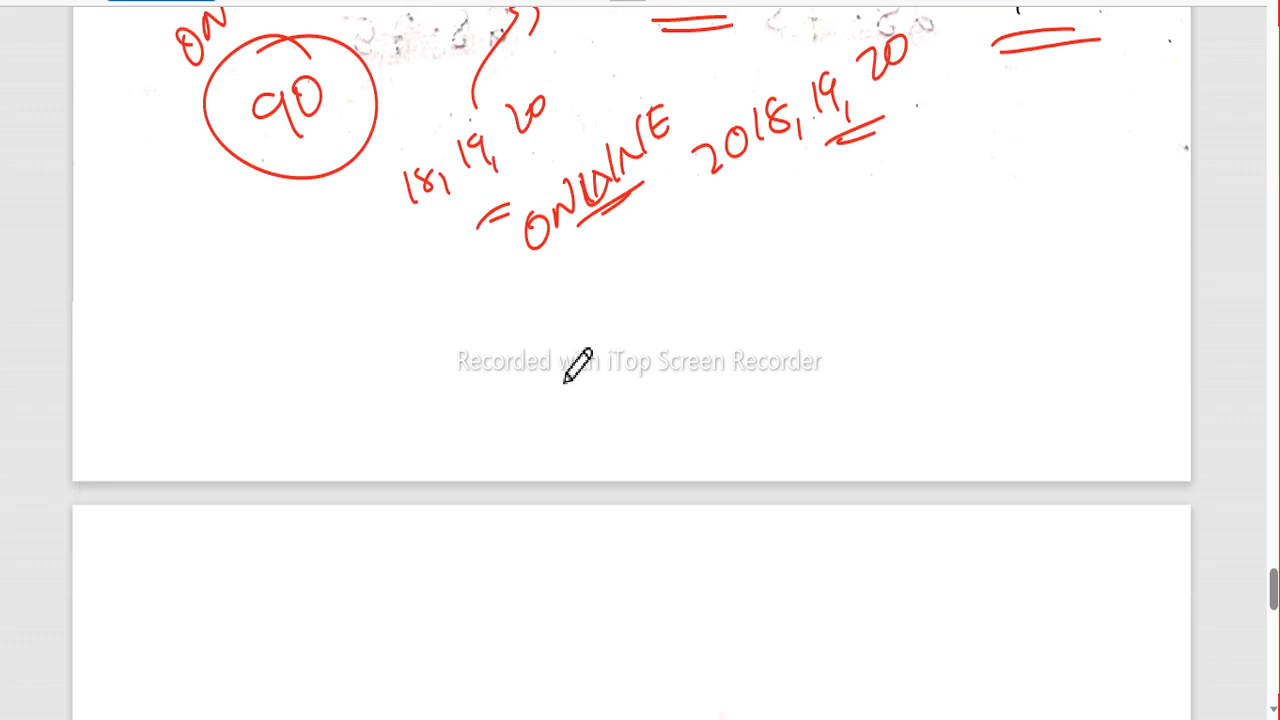 ON
90
18, 19, 20
= ONLINE 2018, 19, 20
Recorded with iTop Screen Recorder